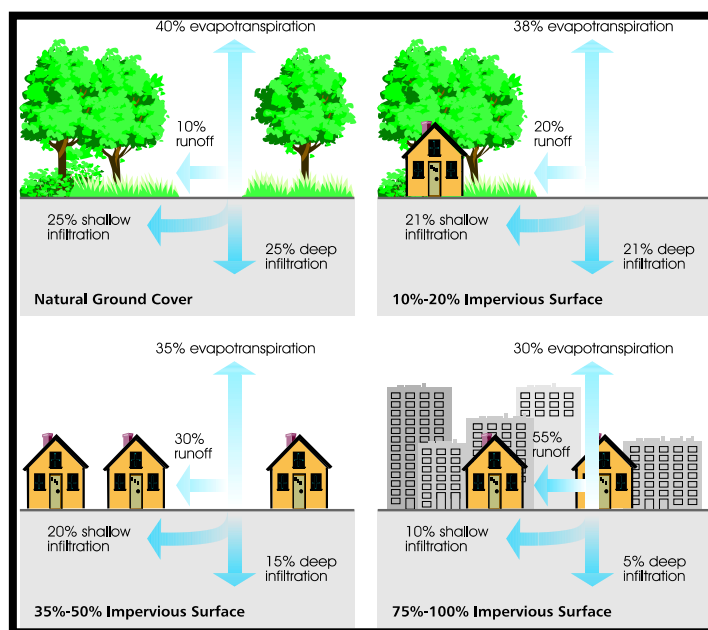 40% evapotranspiration
10%
runoff
25% shallow
infiltration
25% deep
infiltration
Natural Ground Cover
38% evapotranspiration
20%
runoff
21% shallow
infiltration
21% deep
infiltration
10%-20% Impervious Surface
35% evapotranspiration
30%
runoff
20% shallow
infiltration
15% deep
infiltration
35%-50% Impervious Surface
30% evapotranspiration
55%
runoff
10% shallow
infiltration
5% deep
infiltration
75%-100% Impervious Surface